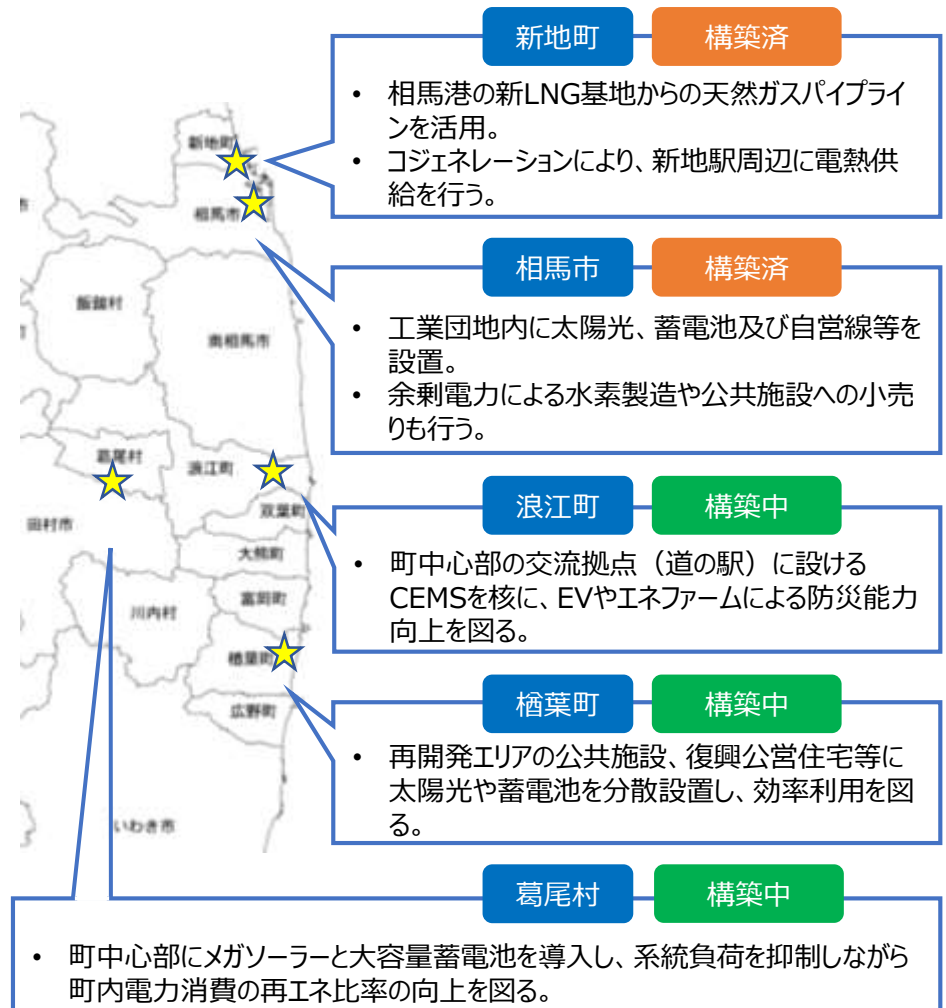 新地町 構築済
• 相馬港の新LNG基地からの天然ガスパイプライ
ンを活用。
• コジェネレーションにより、新地駅周辺に電熱供
給を行う。
相馬市 構築済
• 工業団地内に太陽光、蓄電池及び自営線等を
設置。
• 余剰電力による水素製造や公共施設への小売
りも行う。
浪江町 構築中
• 町中心部の交流拠点（道の駅）に設ける
CEMSを核に、EVやエネファームによる防災能力
向上を図る。
楢葉町 構築中
• 再開発エリアの公共施設、復興公営住宅等に
太陽光や蓄電池を分散設置し、効率利用を図
る。
葛尾村 構築中
• 町中心部にメガソーラーと大容量蓄電池を導入し、系統負荷を抑制しながら
町内電力消費の再エネ比率の向上を図る。
新地町
相馬市
飯舘村
南相馬市
葛尾村
浪江町
双葉町
田村市
大熊町
富岡町
川内村
楢葉町
広野町
いわき市